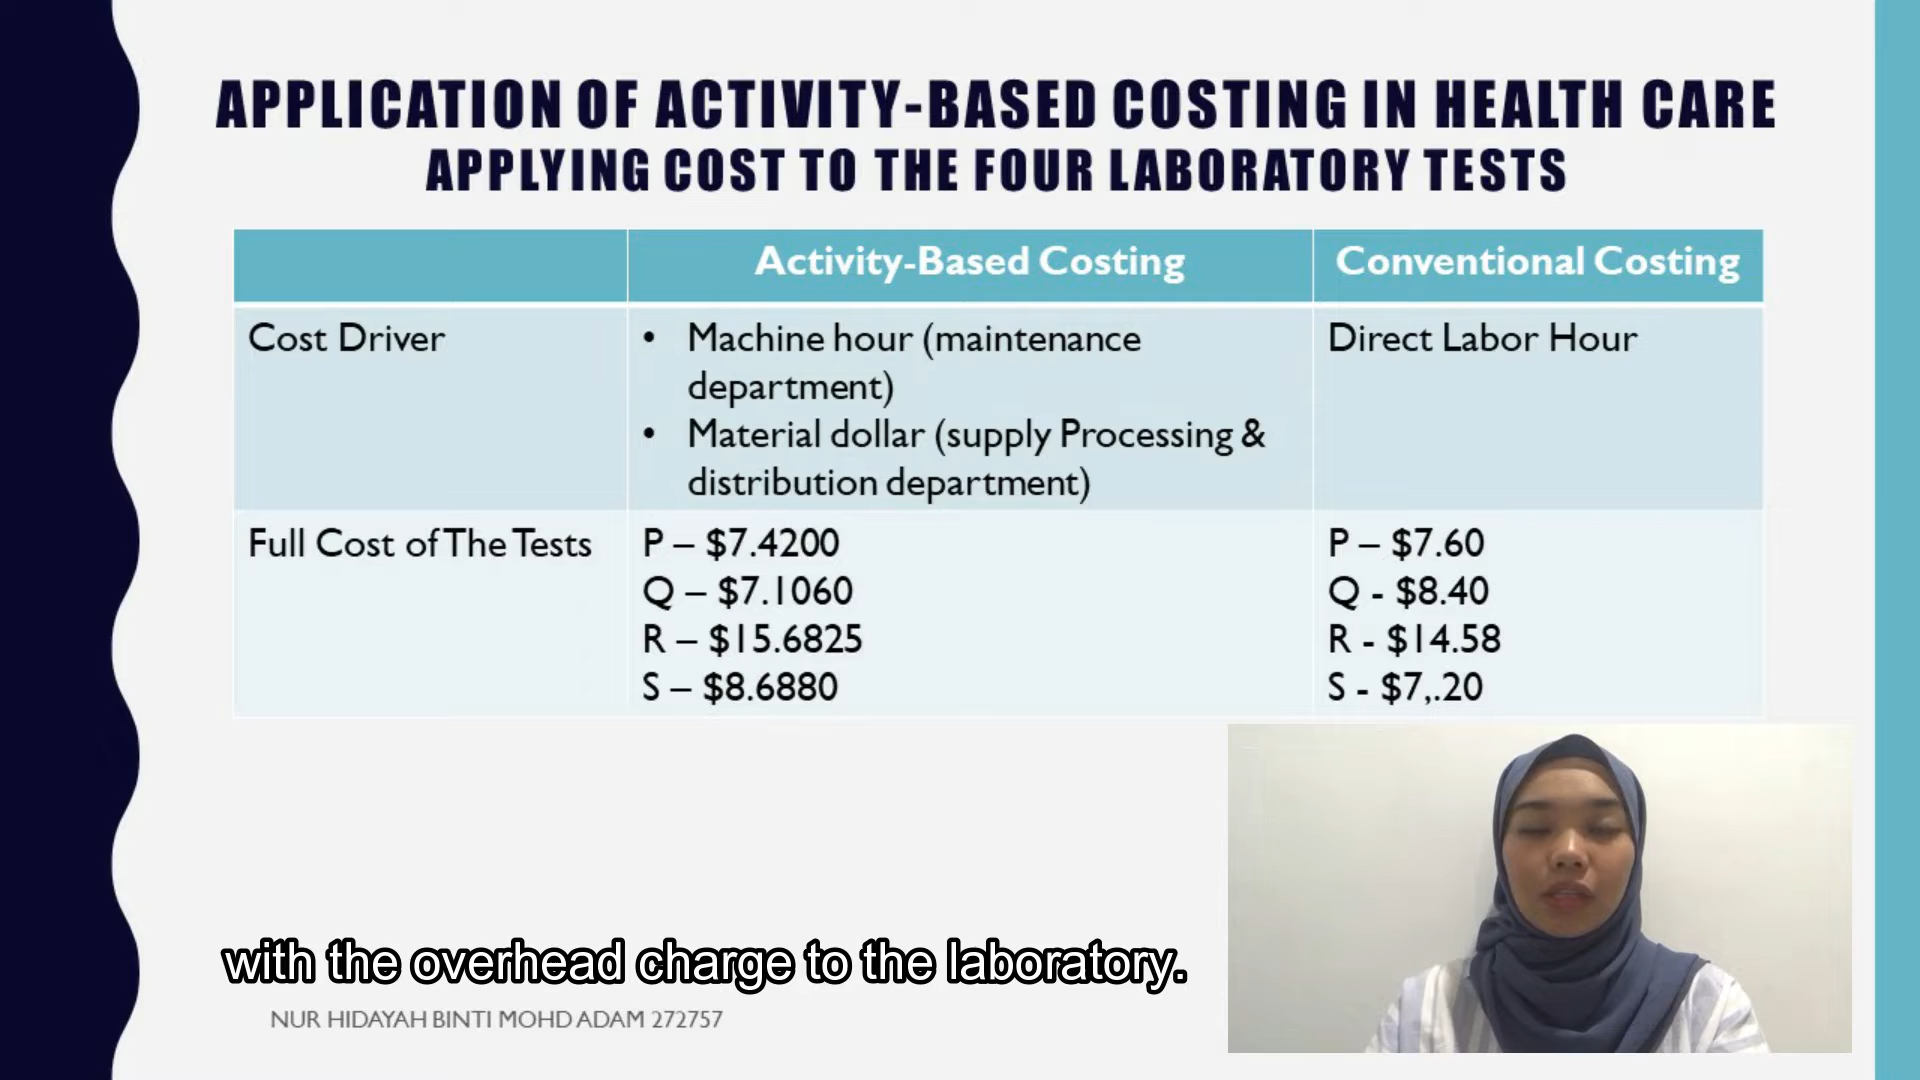 APPLICATION OF ACTIVITY-BASED COSTING IN HEALTH CARE
APPLYING COST TO THE FOUR LABORATORY TESTS
Activity-Based Costing
Conventional Costing
Cost Driver
• Machine hour (maintenance
department)
• Material dollar (supply Processing &
distribution department)
Direct Labor Hour
Full Cost of The Tests
P – $7.4200
Q – $7.1060
R – $15.6825
S – $8.6880
P – $7.60
Q - $8.40
R - $14.58
S - $7,.20
with the overhead charge to the laboratory.
NUR HIDAYAH BINTI MOHD ADAM 272757